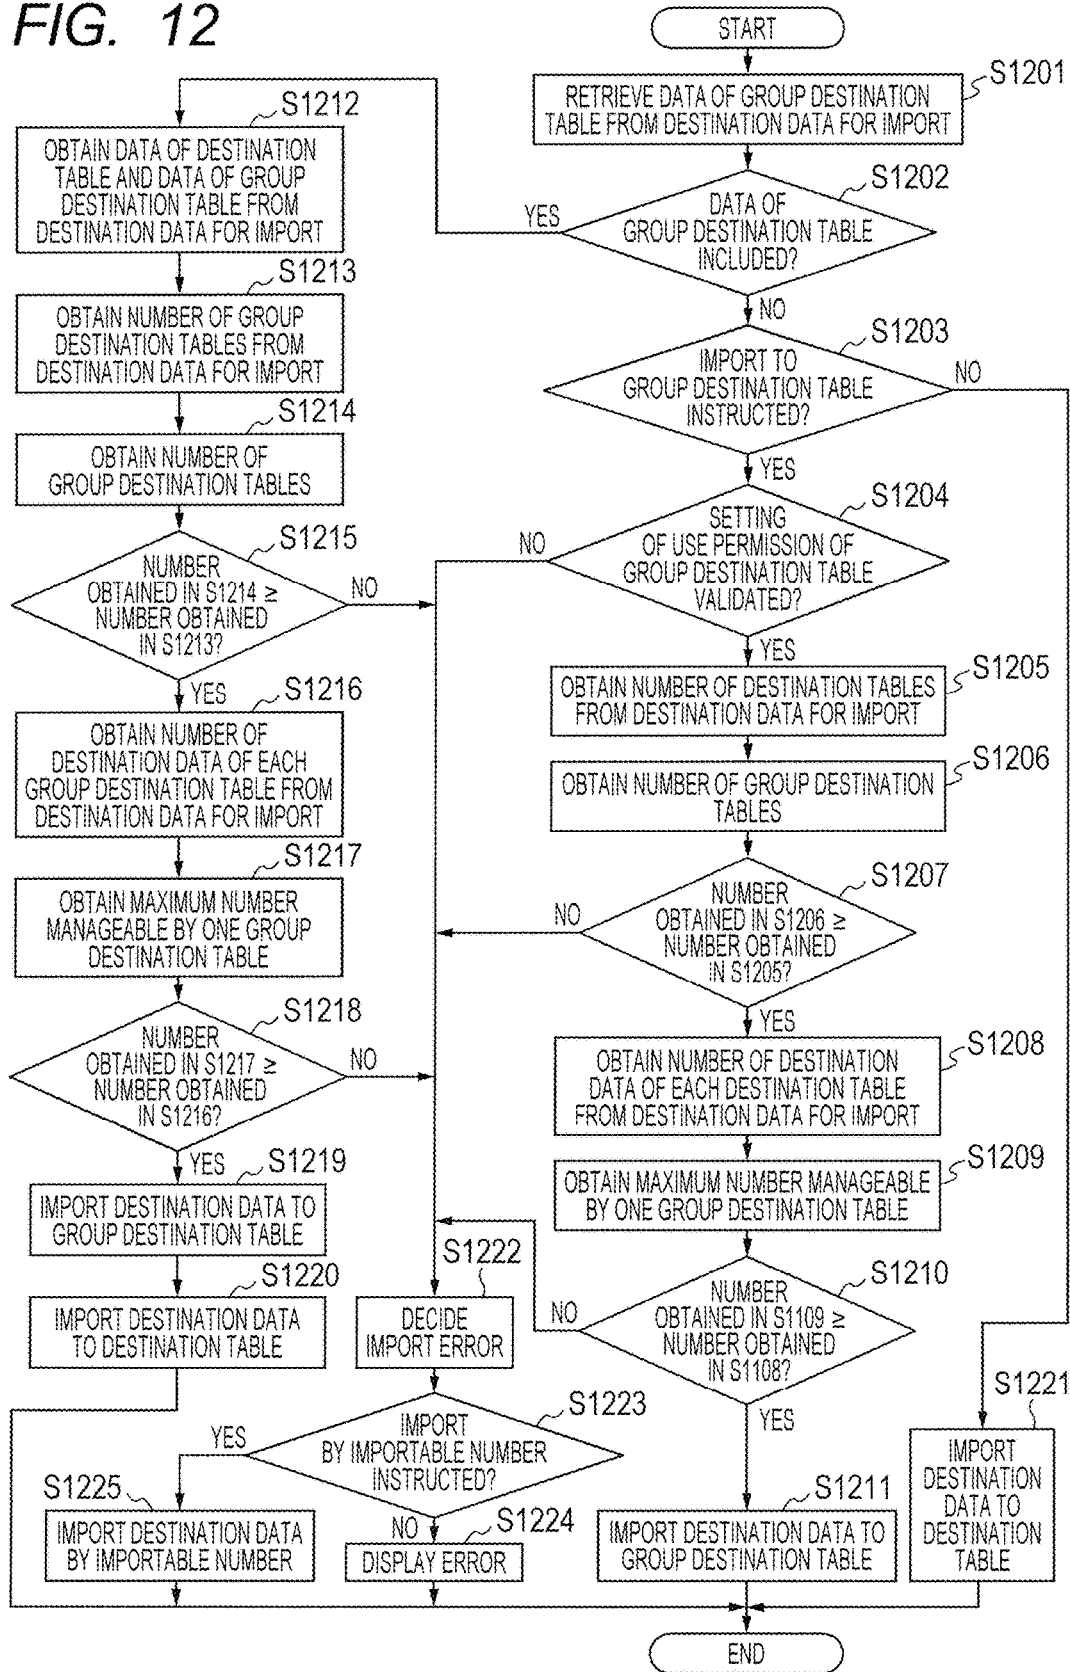 FIG. 12
START
S1201
RETRIEVE DATA OF GROUP DESTINATION
TABLE FROM DESTINATION DATA FOR IMPORT
S1202
DATA OF
GROUP DESTINATION TABLE
INCLUDED?
YES
NO
S1203
IMPORT TO
GROUP DESTINATION TABLE
INSTRUCTED?
NO
YES
S1204
SETTING
OF USE PERMISSION OF
GROUP DESTINATION TABLE
VALIDATED?
NO
YES
S1205
OBTAIN NUMBER OF DESTINATION TABLES
FROM DESTINATION DATA FOR IMPORT
S1206
OBTAIN NUMBER OF GROUP DESTINATION
TABLES
S1207
NUMBER
OBTAINED IN S1206 ≥
NUMBER OBTAINED
IN S1205?
NO
YES
S1208
OBTAIN NUMBER OF DESTINATION
DATA OF EACH DESTINATION TABLE
FROM DESTINATION DATA FOR IMPORT
S1209
OBTAIN MAXIMUM NUMBER MANAGEABLE
BY ONE GROUP DESTINATION TABLE
S1210
NUMBER
OBTAINED IN S1109 ≥
NUMBER OBTAINED
IN S1108?
NO
YES
S1211
IMPORT DESTINATION DATA TO
GROUP DESTINATION TABLE
S1212
OBTAIN DATA OF DESTINATION
TABLE AND DATA OF GROUP
DESTINATION TABLE FROM
DESTINATION DATA FOR IMPORT
S1213
OBTAIN NUMBER OF GROUP
DESTINATION TABLES FROM
DESTINATION DATA FOR IMPORT
S1214
OBTAIN NUMBER OF
GROUP DESTINATION TABLES
S1215
NUMBER
OBTAINED IN S1214 ≥
NUMBER OBTAINED
IN S1213?
NO
YES
S1216
OBTAIN NUMBER OF
DESTINATION DATA OF EACH
GROUP DESTINATION TABLE FROM
DESTINATION DATA FOR IMPORT
S1217
OBTAIN MAXIMUM NUMBER
MANAGEABLE BY ONE GROUP
DESTINATION TABLE
S1218
NUMBER
OBTAINED IN S1217 ≥
NUMBER OBTAINED
IN S1216?
NO
YES
S1219
IMPORT DESTINATION DATA TO
GROUP DESTINATION TABLE
S1220
IMPORT DESTINATION DATA
TO DESTINATION TABLE
S1221
IMPORT
DESTINATION
DATA TO
DESTINATION
TABLE
S1222
DECIDE
IMPORT ERROR
S1223
IMPORT
BY IMPORTABLE NUMBER
INSTRUCTED?
YES
NO
S1224
DISPLAY ERROR
S1225
IMPORT DESTINATION DATA
BY IMPORTABLE NUMBER
END